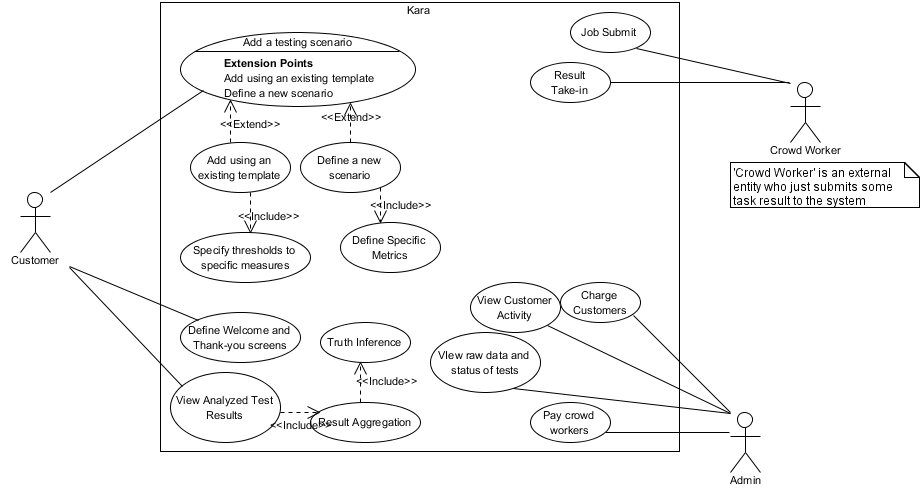 Kara
Add a testing scenario
Extension Points
Add using an existing template
Define a new scenario
<<Extend>>
<<Extend>>
Add using an
existing template
Define a new
scenario
<<Include>>
<<Include>>
Specify thresholds to
specific measures
Define Specific
Metrics
Customer
Define Welcome and
Thank-you screens
Truth Inference
<<Include>>
View Analyzed Test
Results
<<Include>>
Result Aggregation
Job Submit
Result
Take-in
Crowd Worker
'Crowd Worker' is an external
entity who just submits some
task result to the system
View Customer
Activity
Charge
Customers
VIew raw data and
status of tests
Pay crowd
workers
Admin